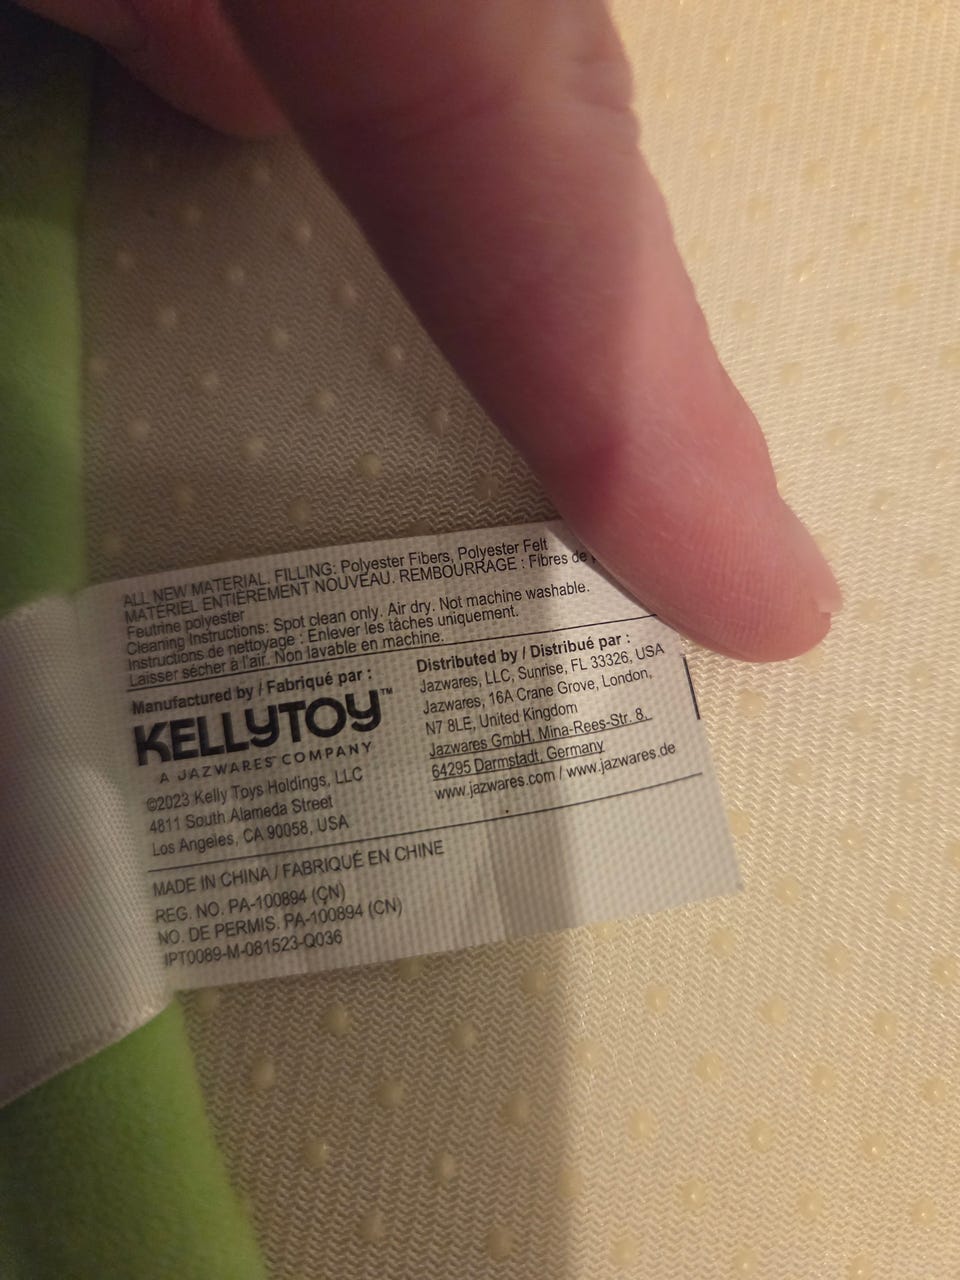 ALL NEW MATERIAL. FILLING: Polyester Fibers, Polyester Felt
MATÉRIEL ENTIÈREMENT NOUVEAU. REMBOURRAGE : Fibres de
Feutrine polyester
Cleaning Instructions: Spot clean only. Air dry. Not machine washable.
Instructions de nettoyage : Enlever les tâches uniquement.
Laisser sécher à l'air. Non lavable en machine.
Manufactured by / Fabriqué par :
KELLYTOY™
A JAZWARES® COMPANY
©2023 Kelly Toys Holdings, LLC
4811 South Alameda Street
Los Angeles, CA 90058, USA
Distributed by / Distribué par :
Jazwares, LLC, Sunrise, FL 33326, USA
Jazwares, 16A Crane Grove, London,
N7 8LE, United Kingdom
Jazwares GmbH, Mina-Rees-Str. 8,
64295 Darmstadt, Germany
www.jazwares.com / www.jazwares.de
MADE IN CHINA / FABRIQUÉ EN CHINE
REG. NO. PA-100894 (CN)
NO. DE PERMIS. PA-100894 (CN)
IPT0089-M-081523-Q036